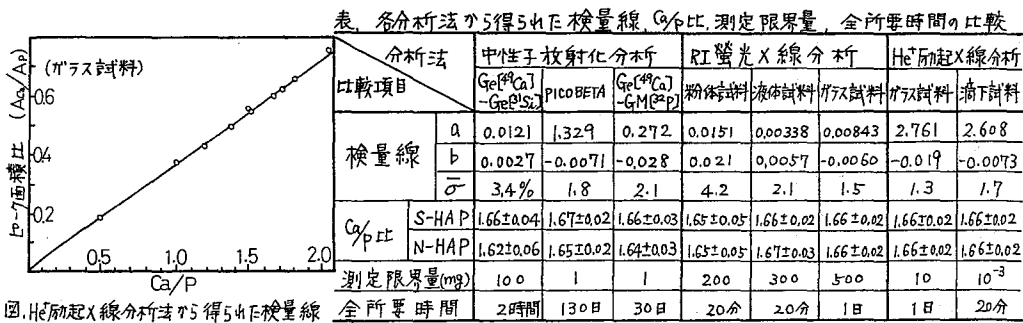 表. 各分析法から得られた検量線, Ca/P比, 測定限界量, 全所要時間の比較
分析法 中性子放射化分析 RI螢光X線分析 He⁺励起X線分析
比較項目 Ge[⁴⁹Ca]-Ge[³¹Si] PICOBETA Ge[⁴⁹Ca]-GM[³²P] 粉体試料 液体試料 ガラス試料 ガラス試料 滴下試料
検量線 a 0.0121 1.329 0.272 0.0151 0.00338 0.00843 2.761 2.608
b 0.0027 -0.0071 -0.028 0.021 0.0057 -0.0060 -0.019 -0.0073
σ̅ 3.4% 1.8 2.1 4.2 2.1 1.5 1.3 1.7
Ca/P比 S-HAP 1.66±0.04 1.67±0.02 1.66±0.03 1.65±0.05 1.66±0.02 1.66±0.02 1.66±0.02 1.66±0.02
N-HAP 1.62±0.06 1.65±0.02 1.64±0.03 1.65±0.05 1.67±0.03 1.66±0.02 1.66±0.02 1.66±0.02
測定限界量(mg) 100 1 1 200 300 500 10 10⁻³
全所要時間 2時間 130日 30日 20分 20分 1日 1日 20分
(ガラス試料)
ピーク面積比 (Aca/Ap)
0.6
0.4
0.2
0.5 1.0 1.5 2.0
Ca/P
図. He⁺励起X線分析法から得られた検量線